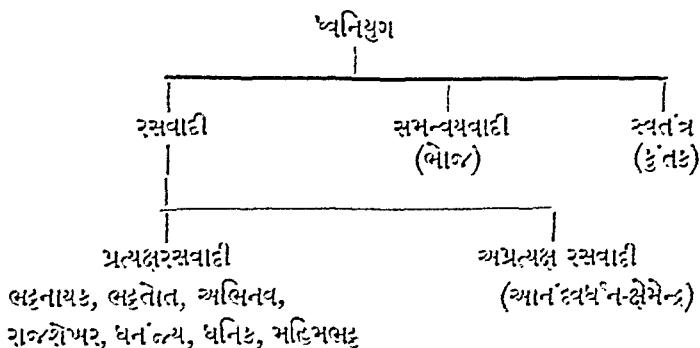 ધ્વનિયુગ
રસવાદી સમન્વયવાદી સ્વતંત્ર
(ભોજ) (કુંતક)
પ્રત્યક્ષરસવાદી અપ્રત્યક્ષ રસવાદી
ભટ્ટનાયક, ભટ્ટતોત, અભિનવ, (આનંદવર્ધન-ક્ષેમેન્દ્ર)
રાજશેખર, ધનંજ્ય, ધનિક, મહિમભટ્ટ